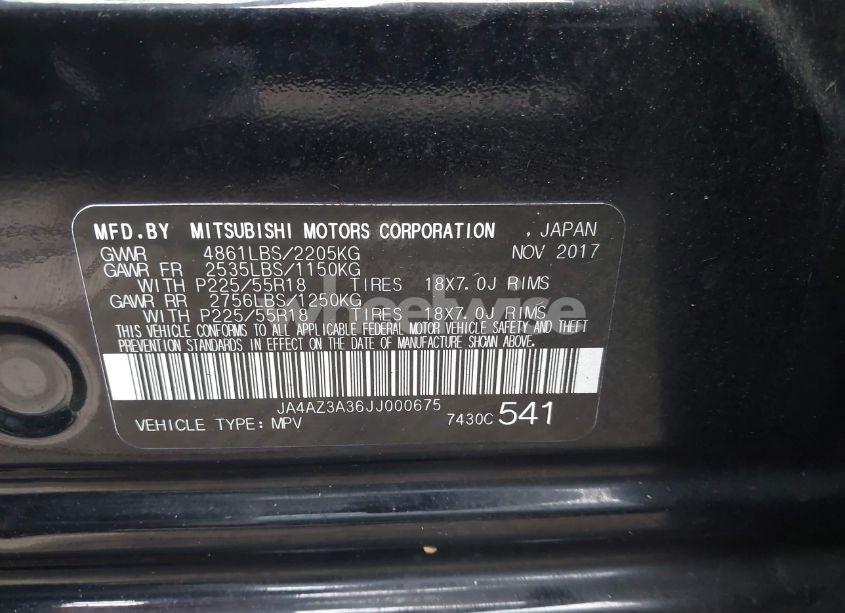 MFD.BY MITSUBISHI MOTORS CORPORATION , JAPAN
GVWR 4861LBS/2205KG NOV 2017
GAWR FR 2535LBS/1150KG
WITH P225/55R18 TIRES 18X7.0J RIMS
GAWR RR 2756LBS/1250KG
WITH P225/55R18 TIRES 18X7.0J RIMS
THIS VEHICLE CONFORMS TO ALL APPLICABLE FEDERAL MOTOR VEHICLE SAFETY AND THEFT
PREVENTION STANDARDS IN EFFECT ON THE DATE OF MANUFACTURE SHOWN ABOVE.
JA4AZ3A36JJ000675
VEHICLE TYPE: MPV 7430C 541
wheelwise